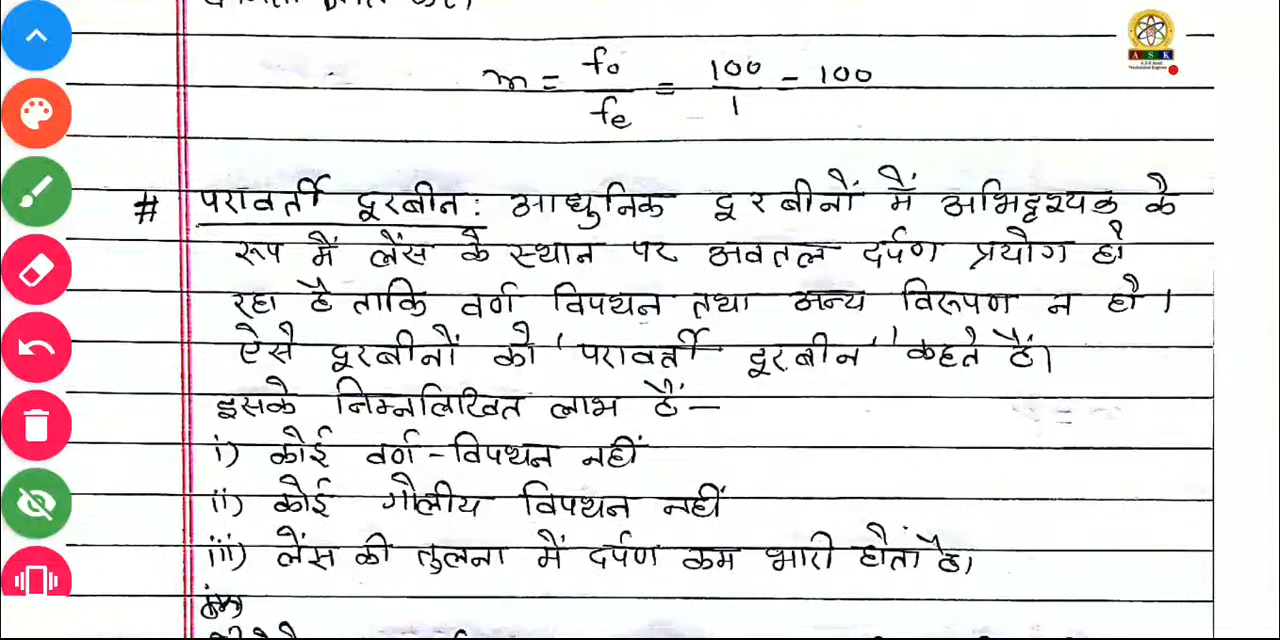 m = fo/fe = 100/1 - 100
ASK
# परावर्ती दूरबीन : आधुनिक दूरबीनों में अभिदृश्यक के
रूप में लेंस के स्थान पर अवतल दर्पण प्रयोग हो
रहा है ताकि वर्ण विपथन तथा अन्य विरूपण न हो।
ऐसे दूरबीनों को 'परावर्ती दूरबीन' कहते हैं।
इसके निम्नलिखित लाभ हैं —
i) कोई वर्ण - विपथन नहीं
ii) कोई गोलीय विपथन नहीं
iii) लेंस की तुलना में दर्पण कम भारी होता है।